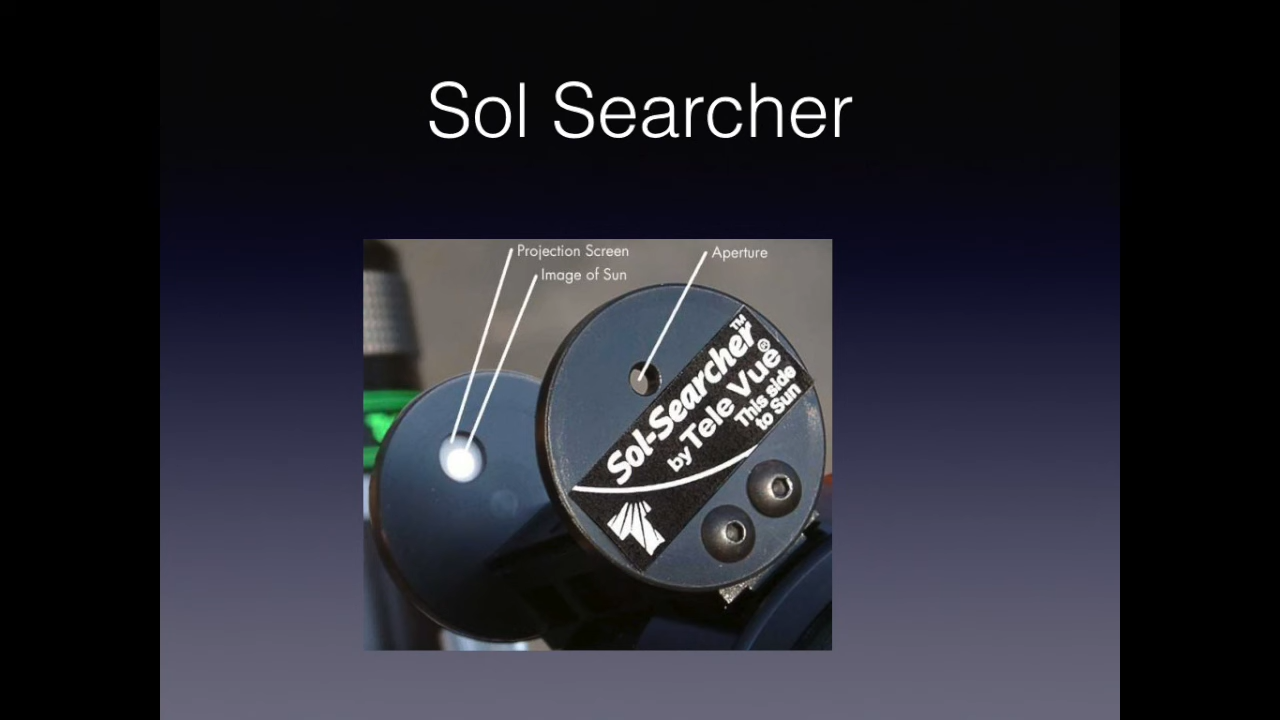 Sol Searcher
Projection Screen
Image of Sun
Aperture
Sol-Searcher™
by Tele Vue®
This side
to Sun